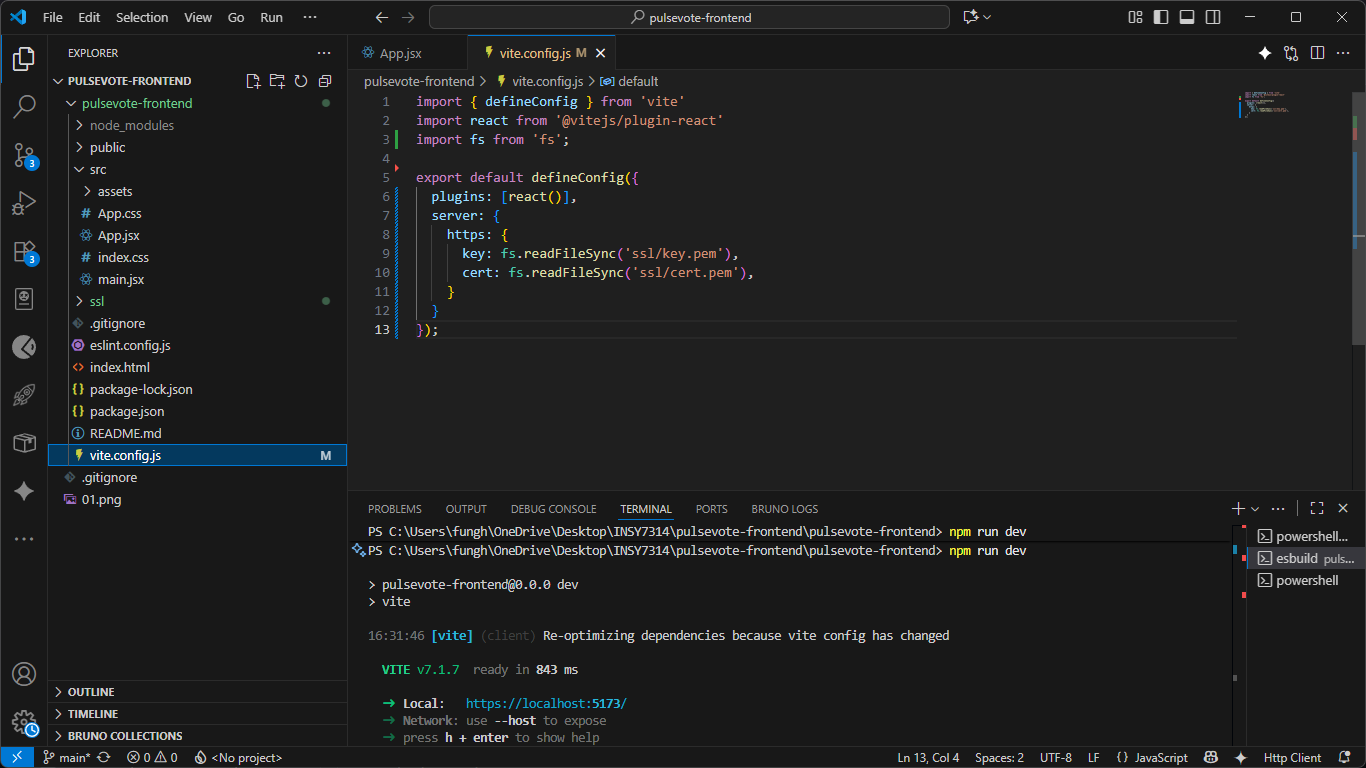 File Edit Selection View Go Run ··· pulsevote-frontend
EXPLORER ···
PULSEVOTE-FRONTEND
pulsevote-frontend
node_modules
public
src
assets
# App.css
App.jsx
# index.css
main.jsx
ssl
.gitignore
eslint.config.js
<> index.html
{} package-lock.json
{} package.json
README.md
vite.config.js M
.gitignore
01.png
OUTLINE
TIMELINE
BRUNO COLLECTIONS
3
3
App.jsx vite.config.js M
pulsevote-frontend > vite.config.js > default
1 import { defineConfig } from 'vite'
2 import react from '@vitejs/plugin-react'
3 import fs from 'fs';
4
5 export default defineConfig({
6 plugins: [react()],
7 server: {
8 https: {
9 key: fs.readFileSync('ssl/key.pem'),
10 cert: fs.readFileSync('ssl/cert.pem'),
11 }
12 }
13 });
PROBLEMS OUTPUT DEBUG CONSOLE TERMINAL PORTS BRUNO LOGS
PS C:\Users\fungh\OneDrive\Desktop\INSY7314\pulsevote-frontend\pulsevote-frontend> npm run dev
PS C:\Users\fungh\OneDrive\Desktop\INSY7314\pulsevote-frontend\pulsevote-frontend> npm run dev
> pulsevote-frontend@0.0.0 dev
> vite
16:31:46 [vite] (client) Re-optimizing dependencies because vite config has changed
VITE v7.1.7 ready in 843 ms
➜ Local: https://localhost:5173/
➜ Network: use --host to expose
➜ press h + enter to show help
powershell...
esbuild puls...
powershell
main* 0 0 <No project> Ln 13, Col 4 Spaces: 2 UTF-8 LF {} JavaScript Http Client